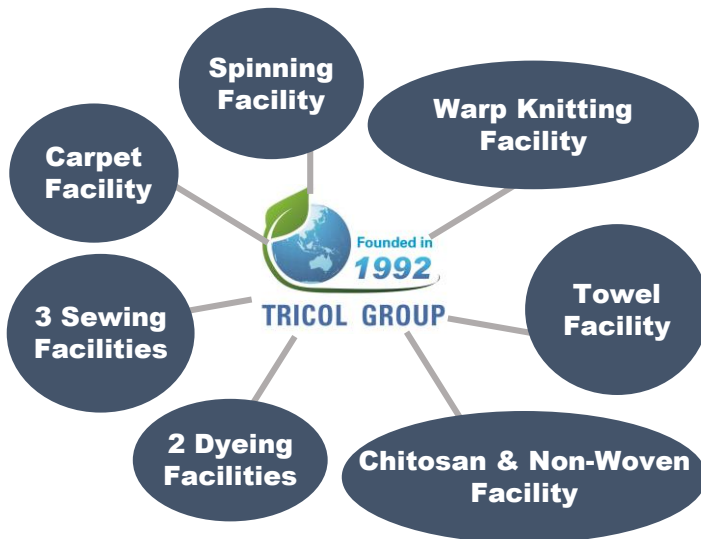 Spinning
Facility
Warp Knitting
Facility
Carpet
Facility
Founded in
1992
TRICOL GROUP
Towel
Facility
3 Sewing
Facilities
2 Dyeing
Facilities
Chitosan & Non-Woven
Facility